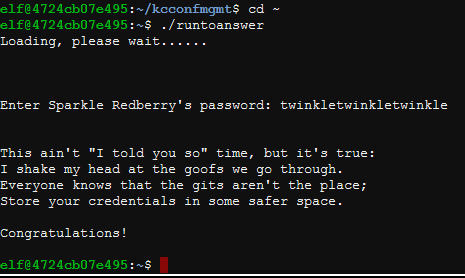 elf@4724cb07e495:~/kcconfmgmt$ cd ~
elf@4724cb07e495:~$ ./runtoanswer
Loading, please wait......
Enter Sparkle Redberry's password: twinkletwinkletwinkle
This ain't "I told you so" time, but it's true:
I shake my head at the goofs we go through.
Everyone knows that the gits aren't the place;
Store your credentials in some safer space.
Congratulations!
elf@4724cb07e495:~$